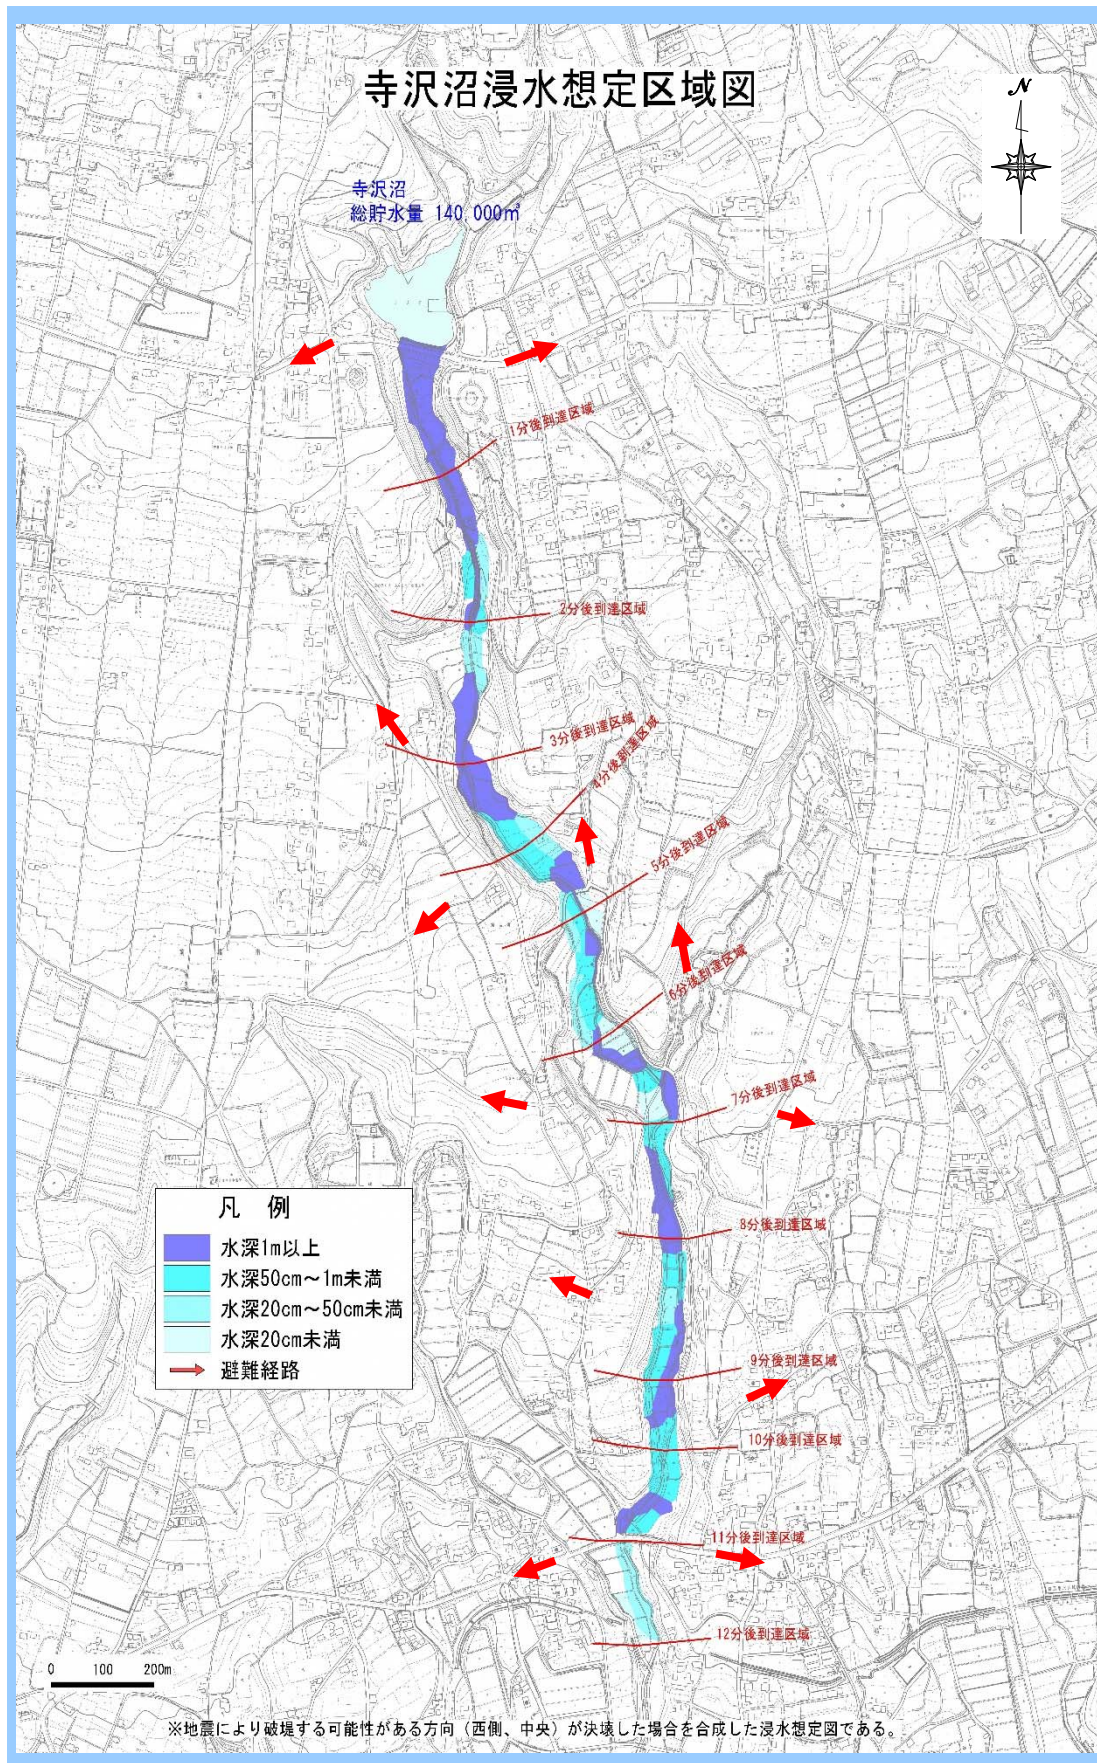 寺沢沼浸水想定区域図
N
寺沢沼
総貯水量 140,000㎥
1分後到達区域
2分後到達区域
3分後到達区域
4分後到達区域
5分後到達区域
6分後到達区域
7分後到達区域
8分後到達区域
9分後到達区域
10分後到達区域
11分後到達区域
12分後到達区域
凡 例
水深1m以上
水深50cm～1m未満
水深20cm～50cm未満
水深20cm未満
避難経路
0 100 200m
※地震により破堤する可能性がある方向（西側、中央）が決壊した場合を合成した浸水想定図である。